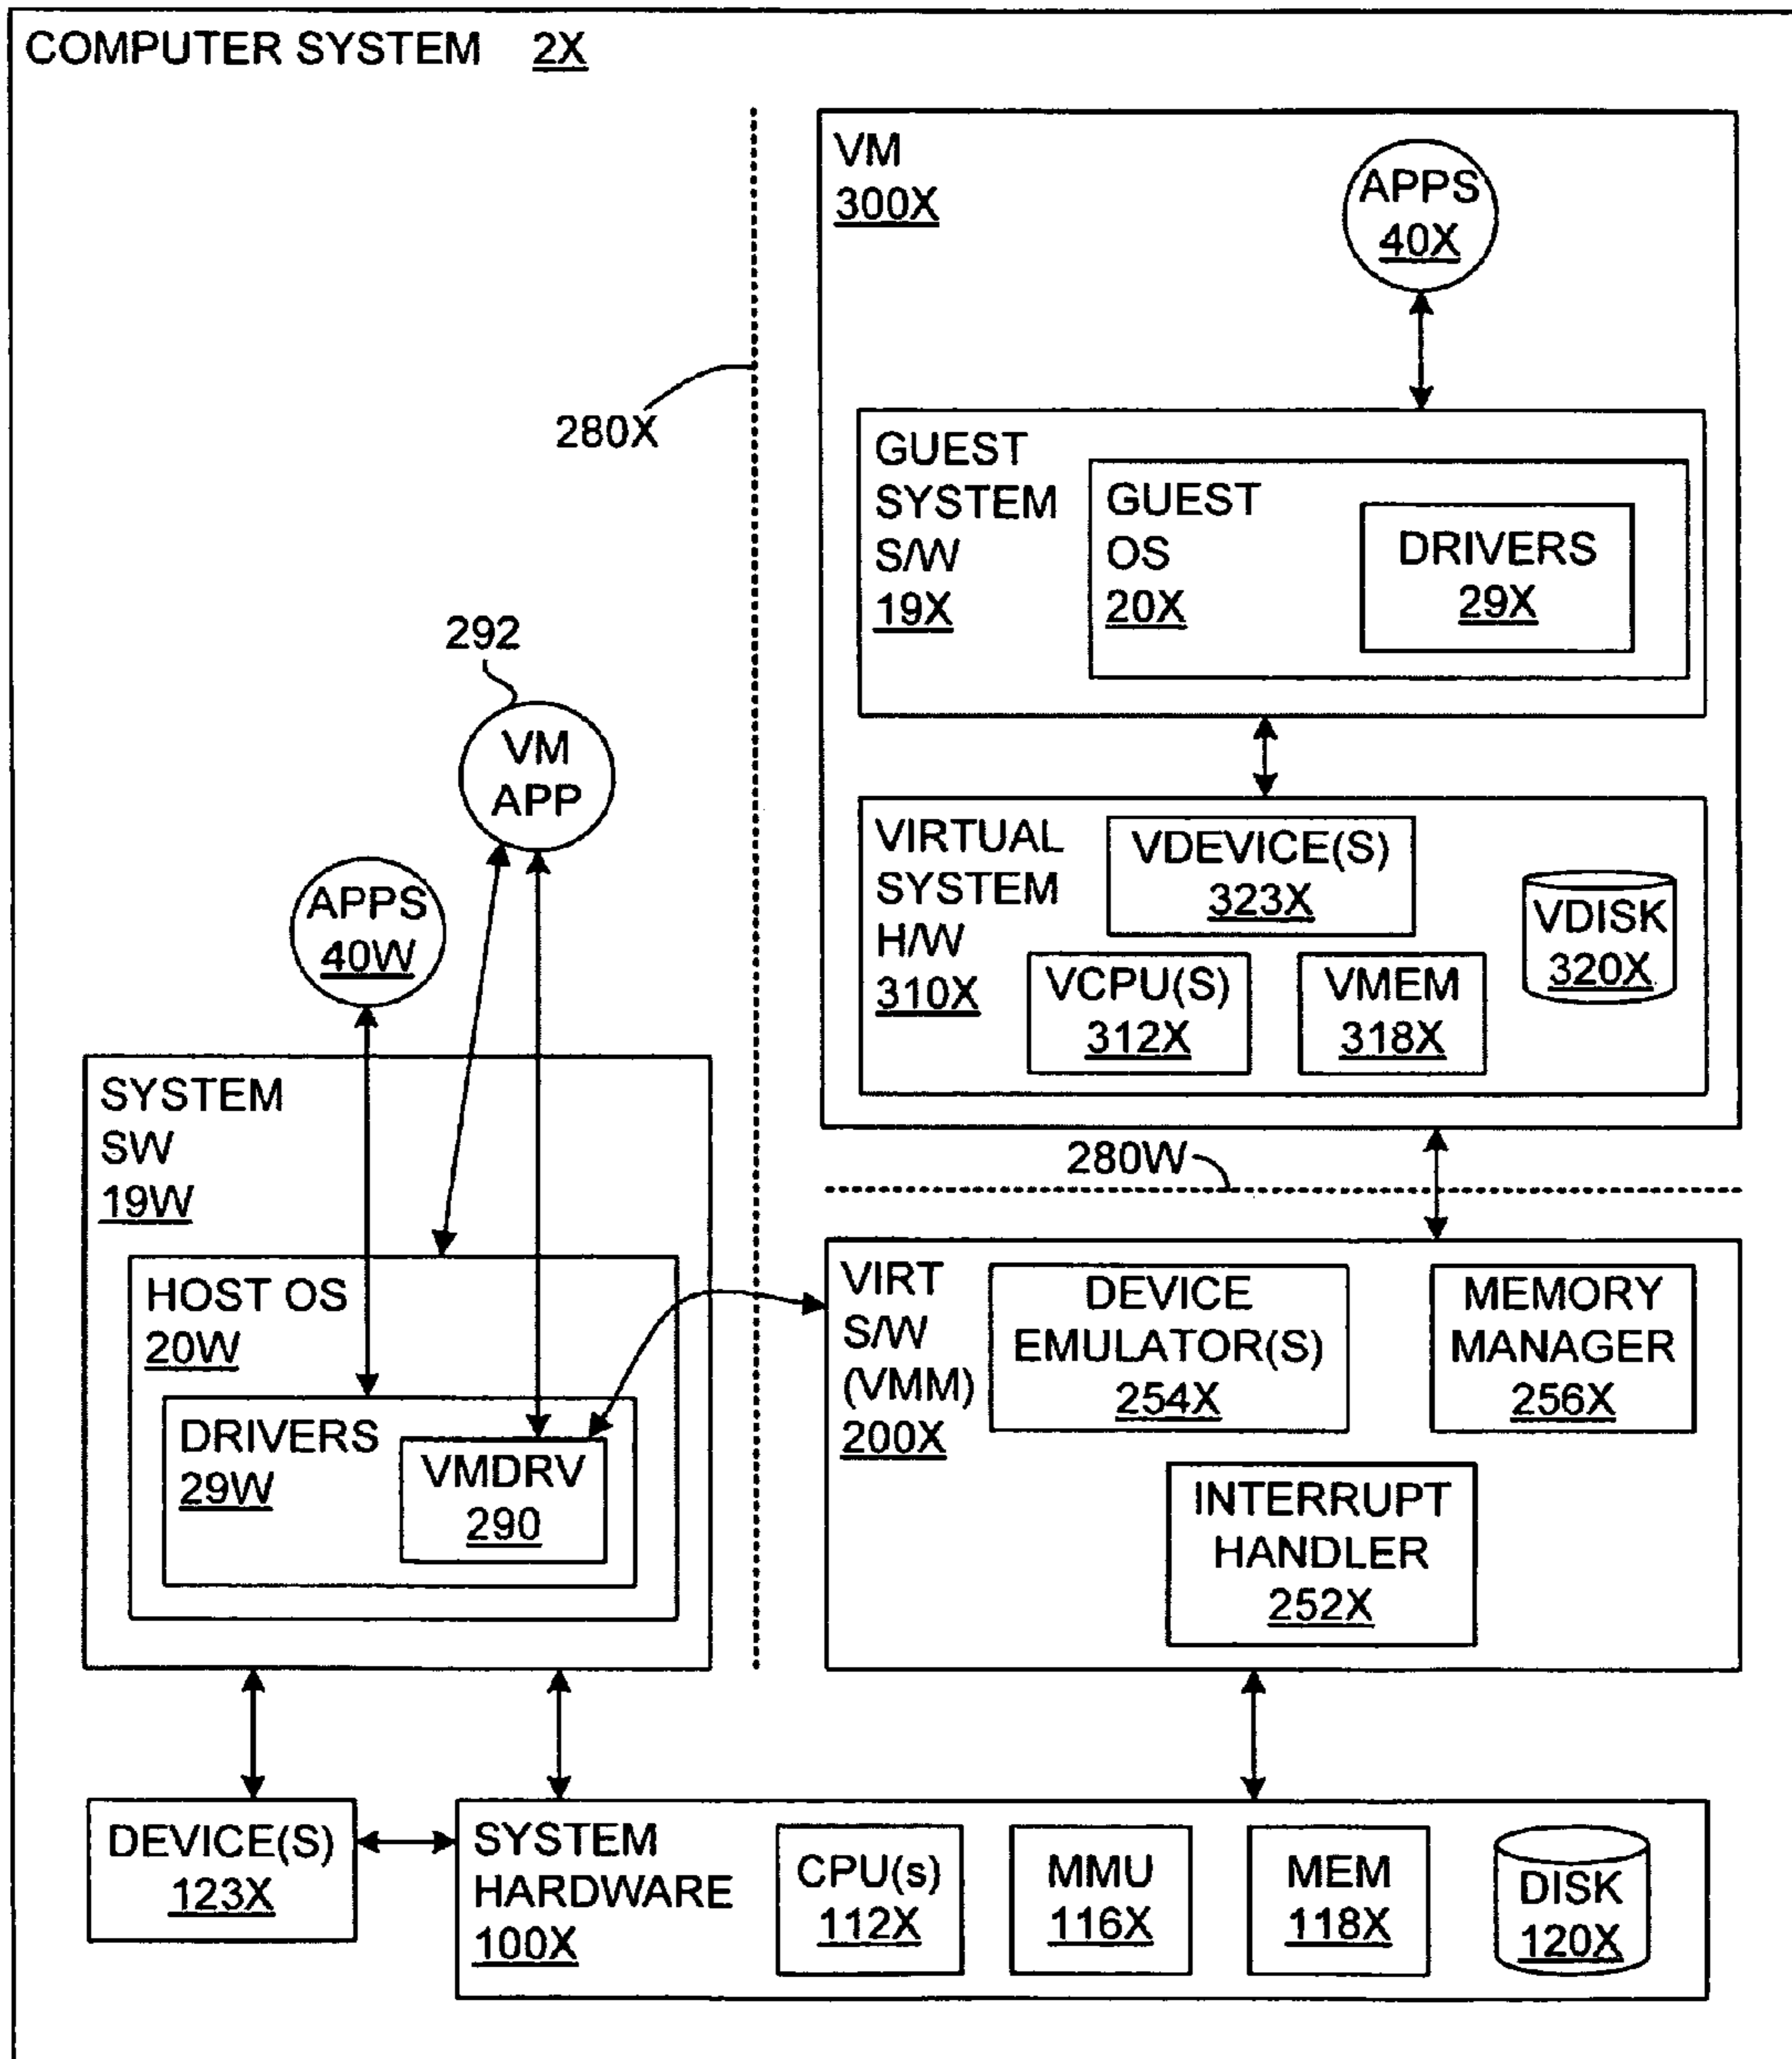 COMPUTER SYSTEM 2X
VM
300X
APPS
40X
280X
GUEST
SYSTEM
S/W
19X
GUEST
OS
20X
DRIVERS
29X
292
VM
APP
VIRTUAL
SYSTEM
H/W
310X
VDEVICE(S)
323X
VDISK
320X
VCPU(S)
312X
VMEM
318X
APPS
40W
SYSTEM
SW
19W
280W
HOST OS
20W
DRIVERS
29W
VMDRV
290
VIRT
S/W
(VMM)
200X
DEVICE
EMULATOR(S)
254X
MEMORY
MANAGER
256X
INTERRUPT
HANDLER
252X
DEVICE(S)
123X
SYSTEM
HARDWARE
100X
CPU(s)
112X
MMU
116X
MEM
118X
DISK
120X